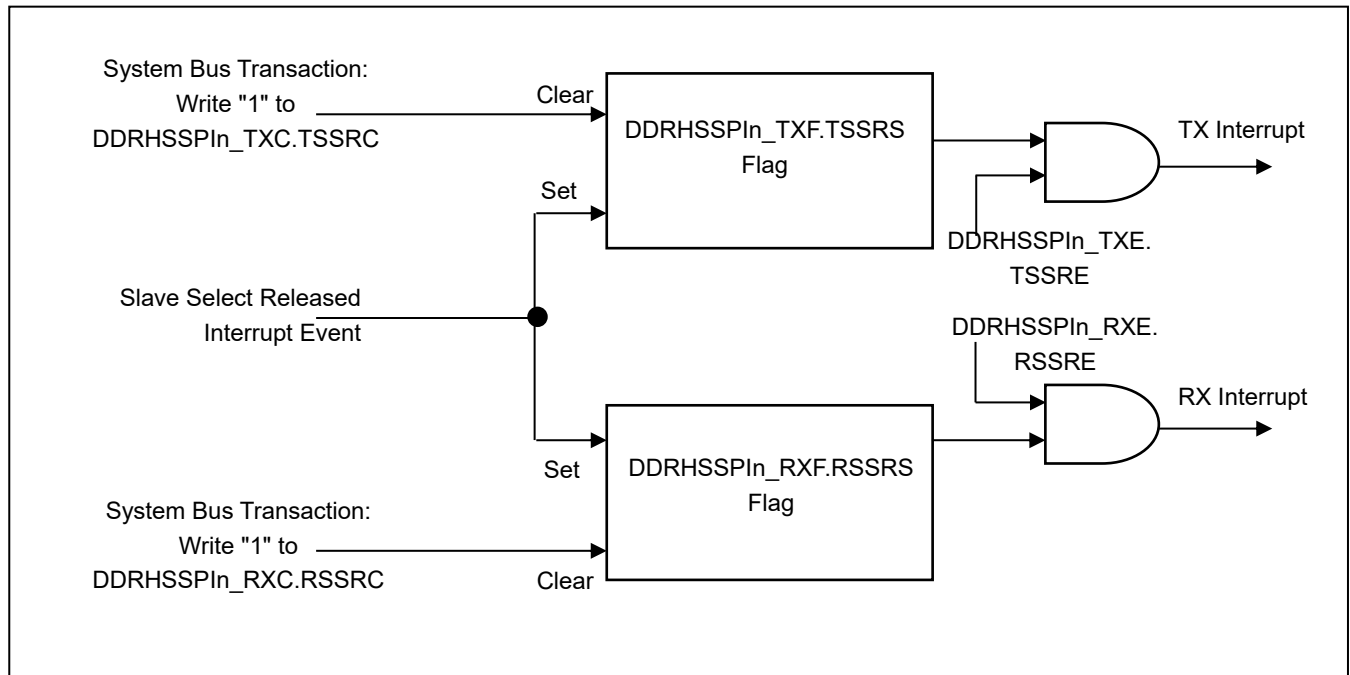 System Bus Transaction:
Write "1" to
DDRHSSPIn_TXC.TSSRC
Clear
DDRHSSPIn_TXF.TSSRS
Flag
Set
TX Interrupt
DDRHSSPIn_TXE.
TSSRE
Slave Select Released
Interrupt Event
DDRHSSPIn_RXE.
RSSRE
RX Interrupt
Set
DDRHSSPIn_RXF.RSSRS
Flag
System Bus Transaction:
Write "1" to
DDRHSSPIn_RXC.RSSRC
Clear